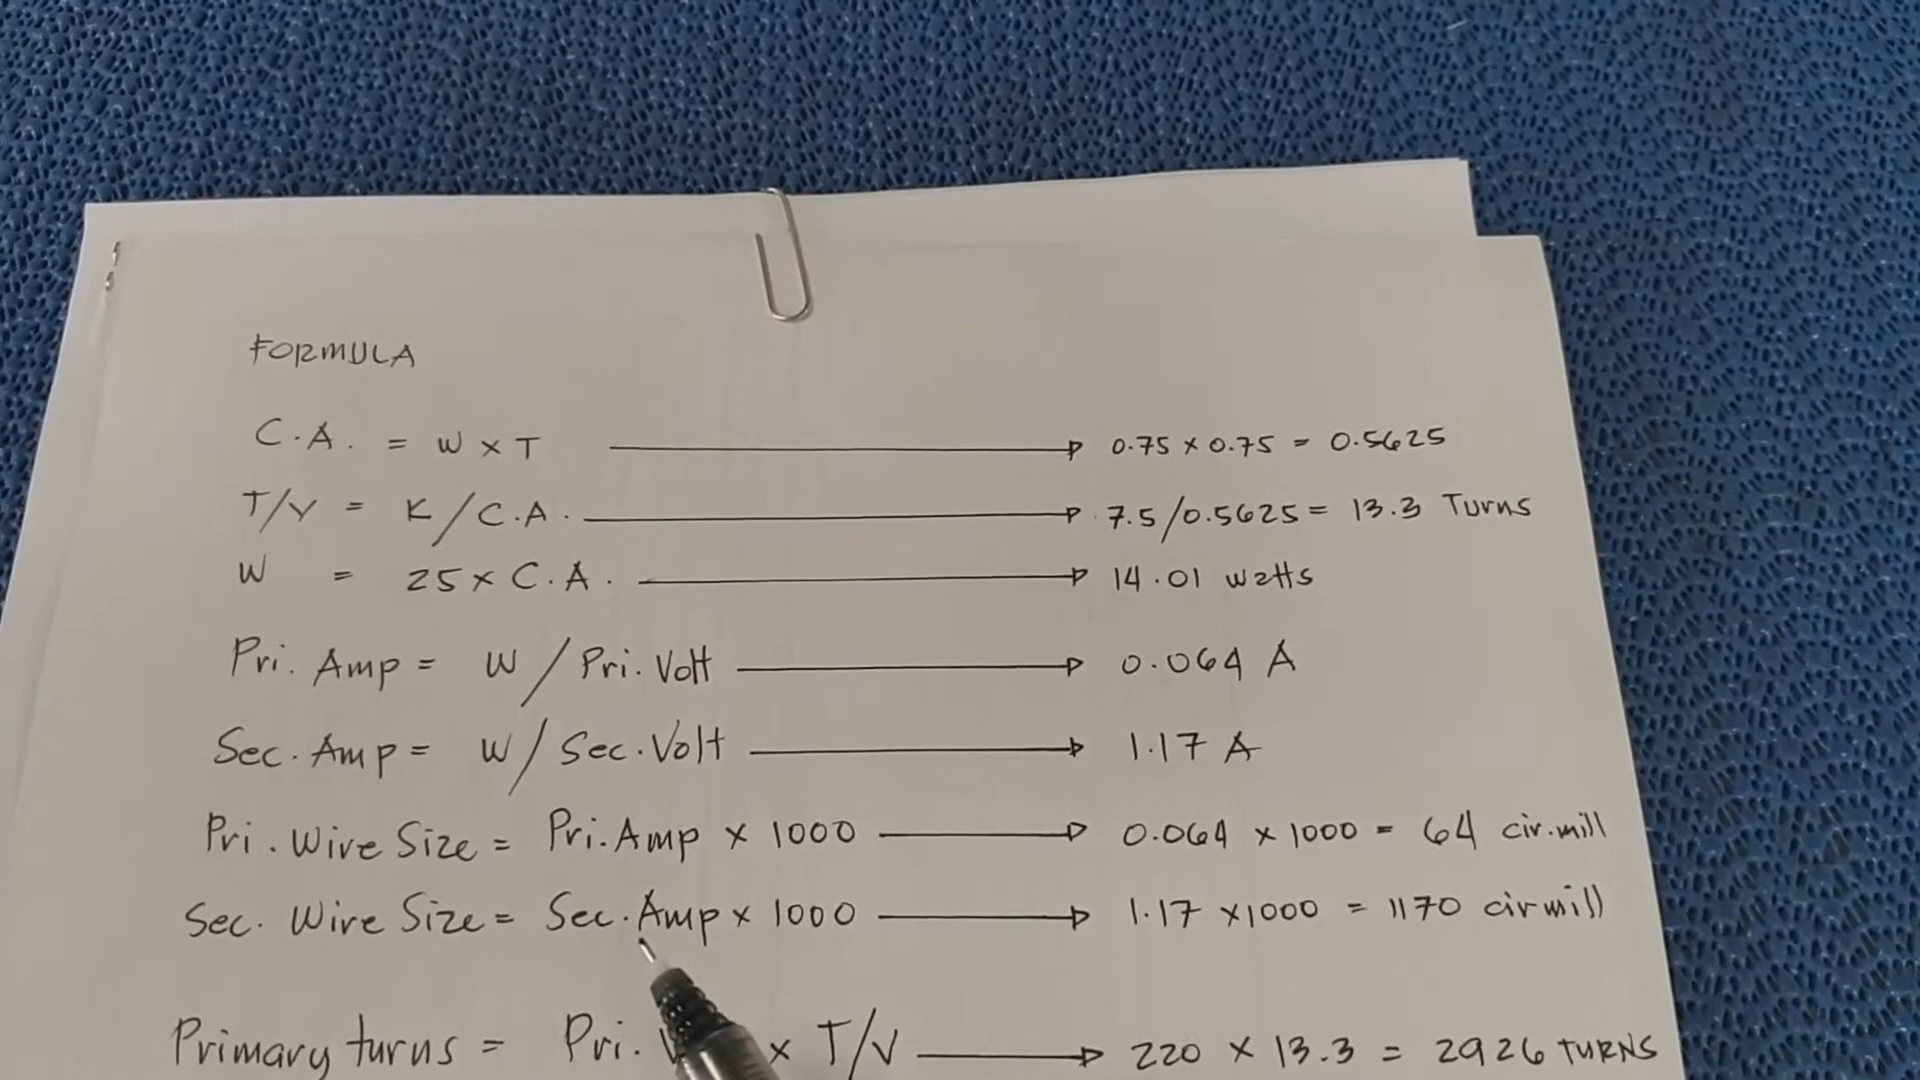 FORMULA
C.A. = W x T → 0.75 x 0.75 = 0.5625
T/V = K/C.A. → 7.5/0.5625 = 13.3 Turns
W = 25 x C.A. → 14.01 watts
Pri. Amp = W / Pri. Volt → 0.064 A
Sec. Amp = W / Sec. Volt → 1.17 A
Pri. Wire Size = Pri. Amp x 1000 → 0.064 x 1000 = 64 cir.mill
Sec. Wire Size = Sec. Amp x 1000 → 1.17 x 1000 = 1170 cirmill
Primary turns = Pri. x T/V → 220 x 13.3 = 2926 TURNS